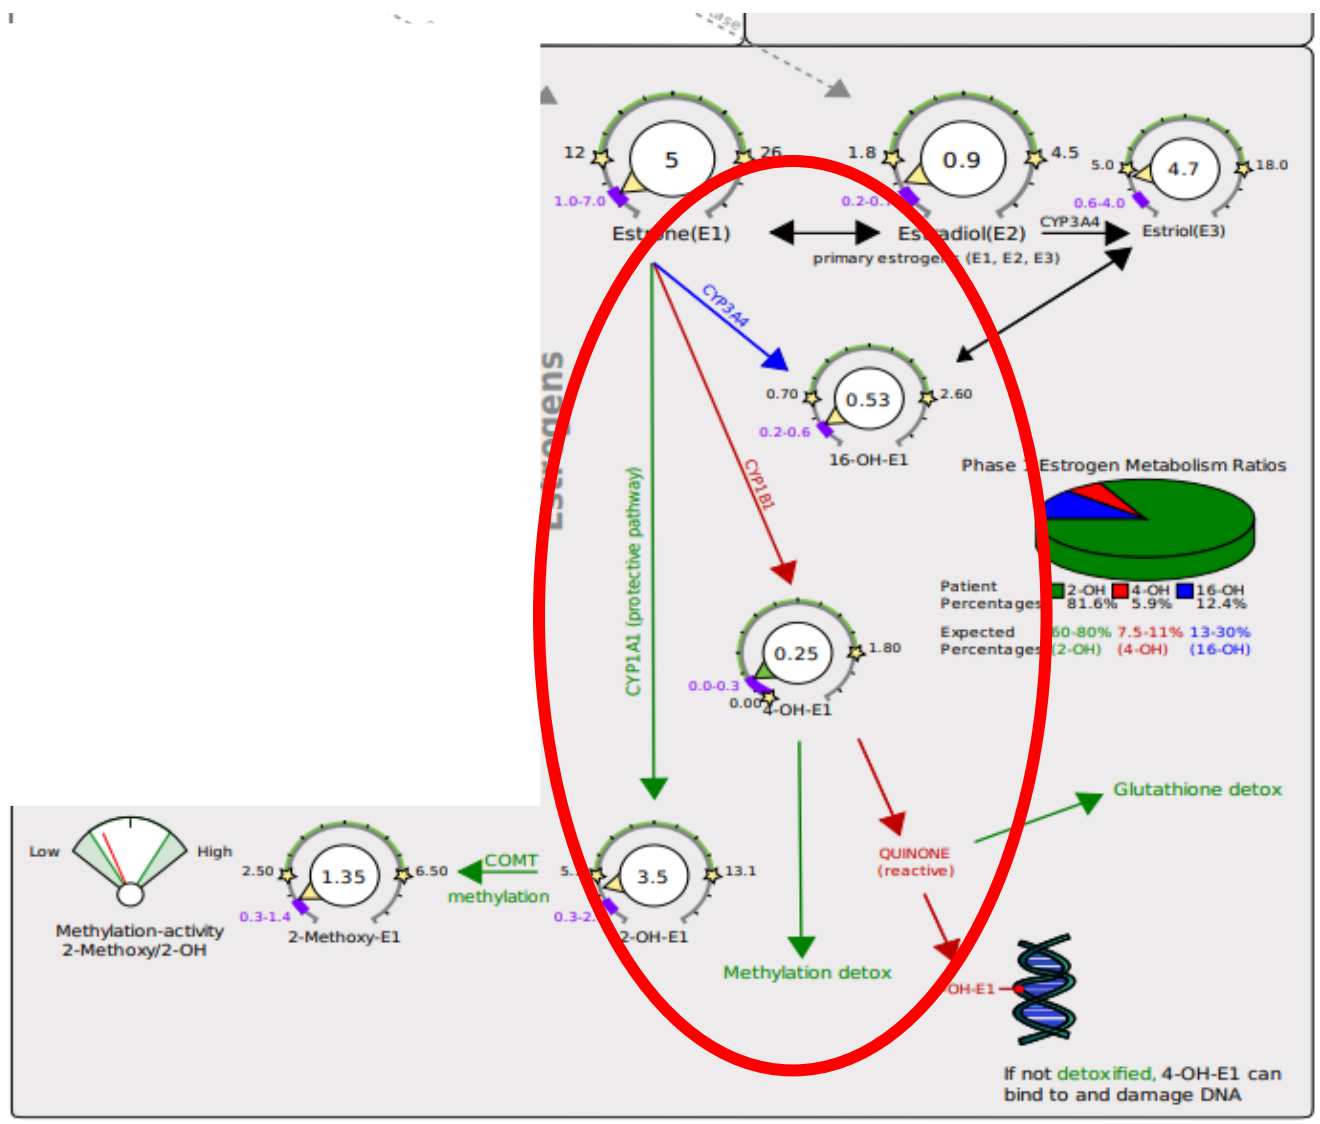 ase
12
5
26
1.0-7.0
Estrone(E1)
1.8
0.9
4.5
Estradiol(E2)
CYP3A4
5.0
4.7
18.0
0.6-4.0
Estriol(E3)
primary estrogens (E1, E2, E3)
CYP3A4
Estrogens
0.70
0.53
2.60
0.2-0.6
16-OH-E1
CYP1B1
CYP1A1 (protective pathway)
Phase 1 Estrogen Metabolism Ratios
Patient
Percentages
2-OH 4-OH 16-OH
81.6% 5.9% 12.4%
Expected
Percentages
60-80% 7.5-11% 13-30%
(2-OH) (4-OH) (16-OH)
0.25
1.80
0.0-0.3
0.00
4-OH-E1
Glutathione detox
QUINONE
(reactive)
Low
High
Methylation-activity
2-Methoxy/2-OH
2.50
1.35
6.50
0.3-1.4
2-Methoxy-E1
COMT
methylation
3.5
13.1
2-OH-E1
Methylation detox
-OH-E1
If not detoxified, 4-OH-E1 can
bind to and damage DNA